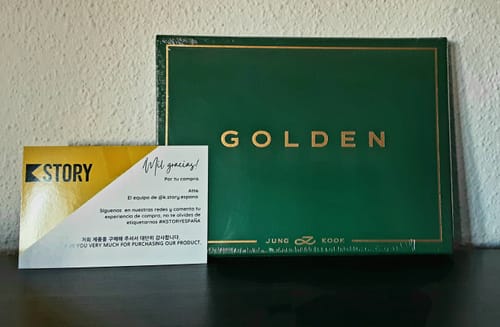 GOLDEN
JUNG KOOK
KSTORY
Mil gracias!
Por tu compra.
Atte.
El equipo de @k.story.espana
Síguenos en nuestras redes y comenta tu
experiencia de compra, no te olvides de
etiquetarnos #KSTORYESPAÑA
저희 제품을 구매해 주셔서 대단히 감사합니다.
YOU VERY MUCH FOR PURCHASING OUR PRODUCT.